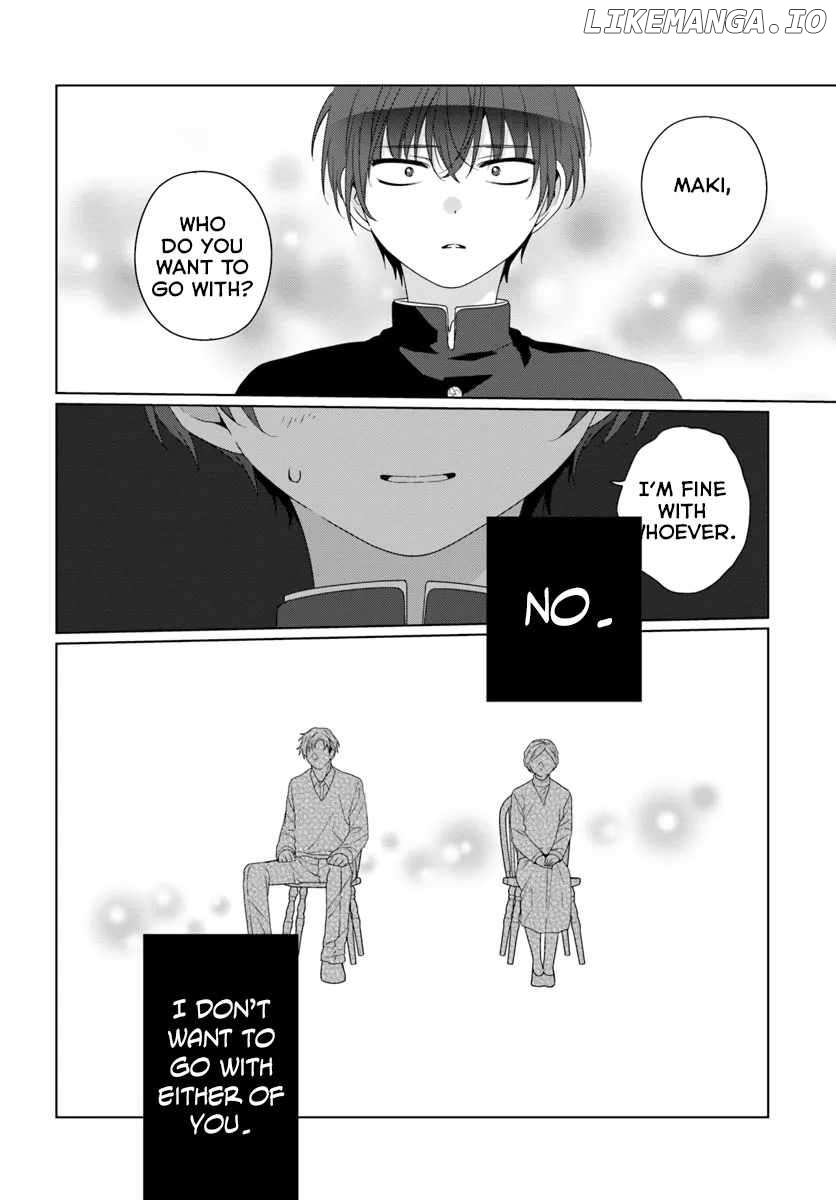 LIKEMANGA.IO
MAKI,
WHO
DO YOU
WANT TO
GO WITH?
I'M FINE
WITH
WHOEVER.
NO.
I DON'T
WANT TO
GO WITH
EITHER OF
YOU.